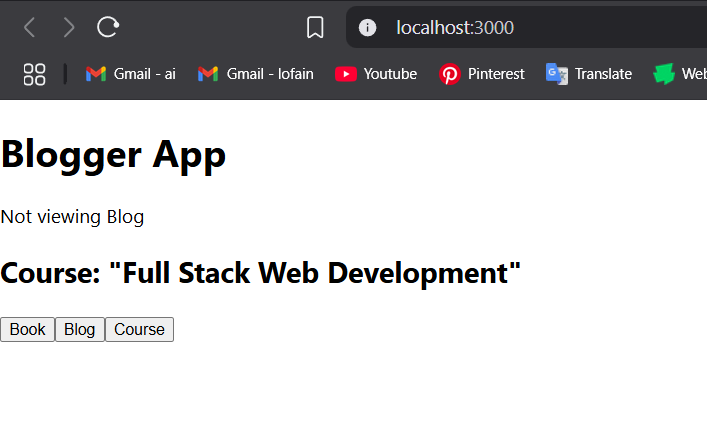 localhost:3000
Gmail - ai Gmail - lofain Youtube Pinterest Translate Web
Blogger App
Not viewing Blog
Course: "Full Stack Web Development"
Book Blog Course